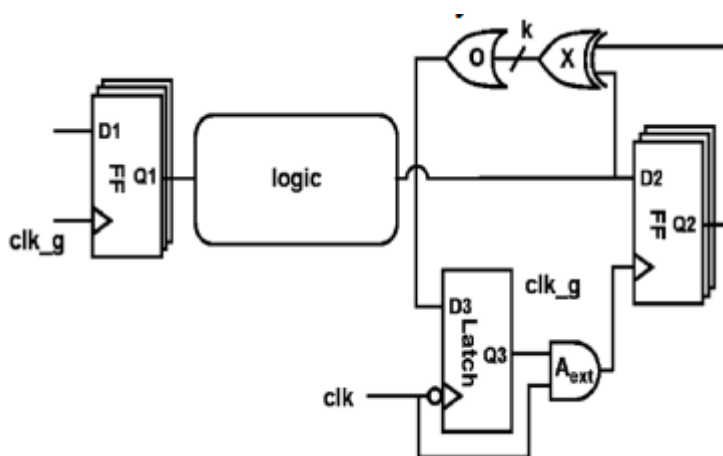 k
O
X
D1
FF
Q1
clk_g
logic
D2
FF
Q2
clk_g
D3
Latch
Q3
A_ext
clk